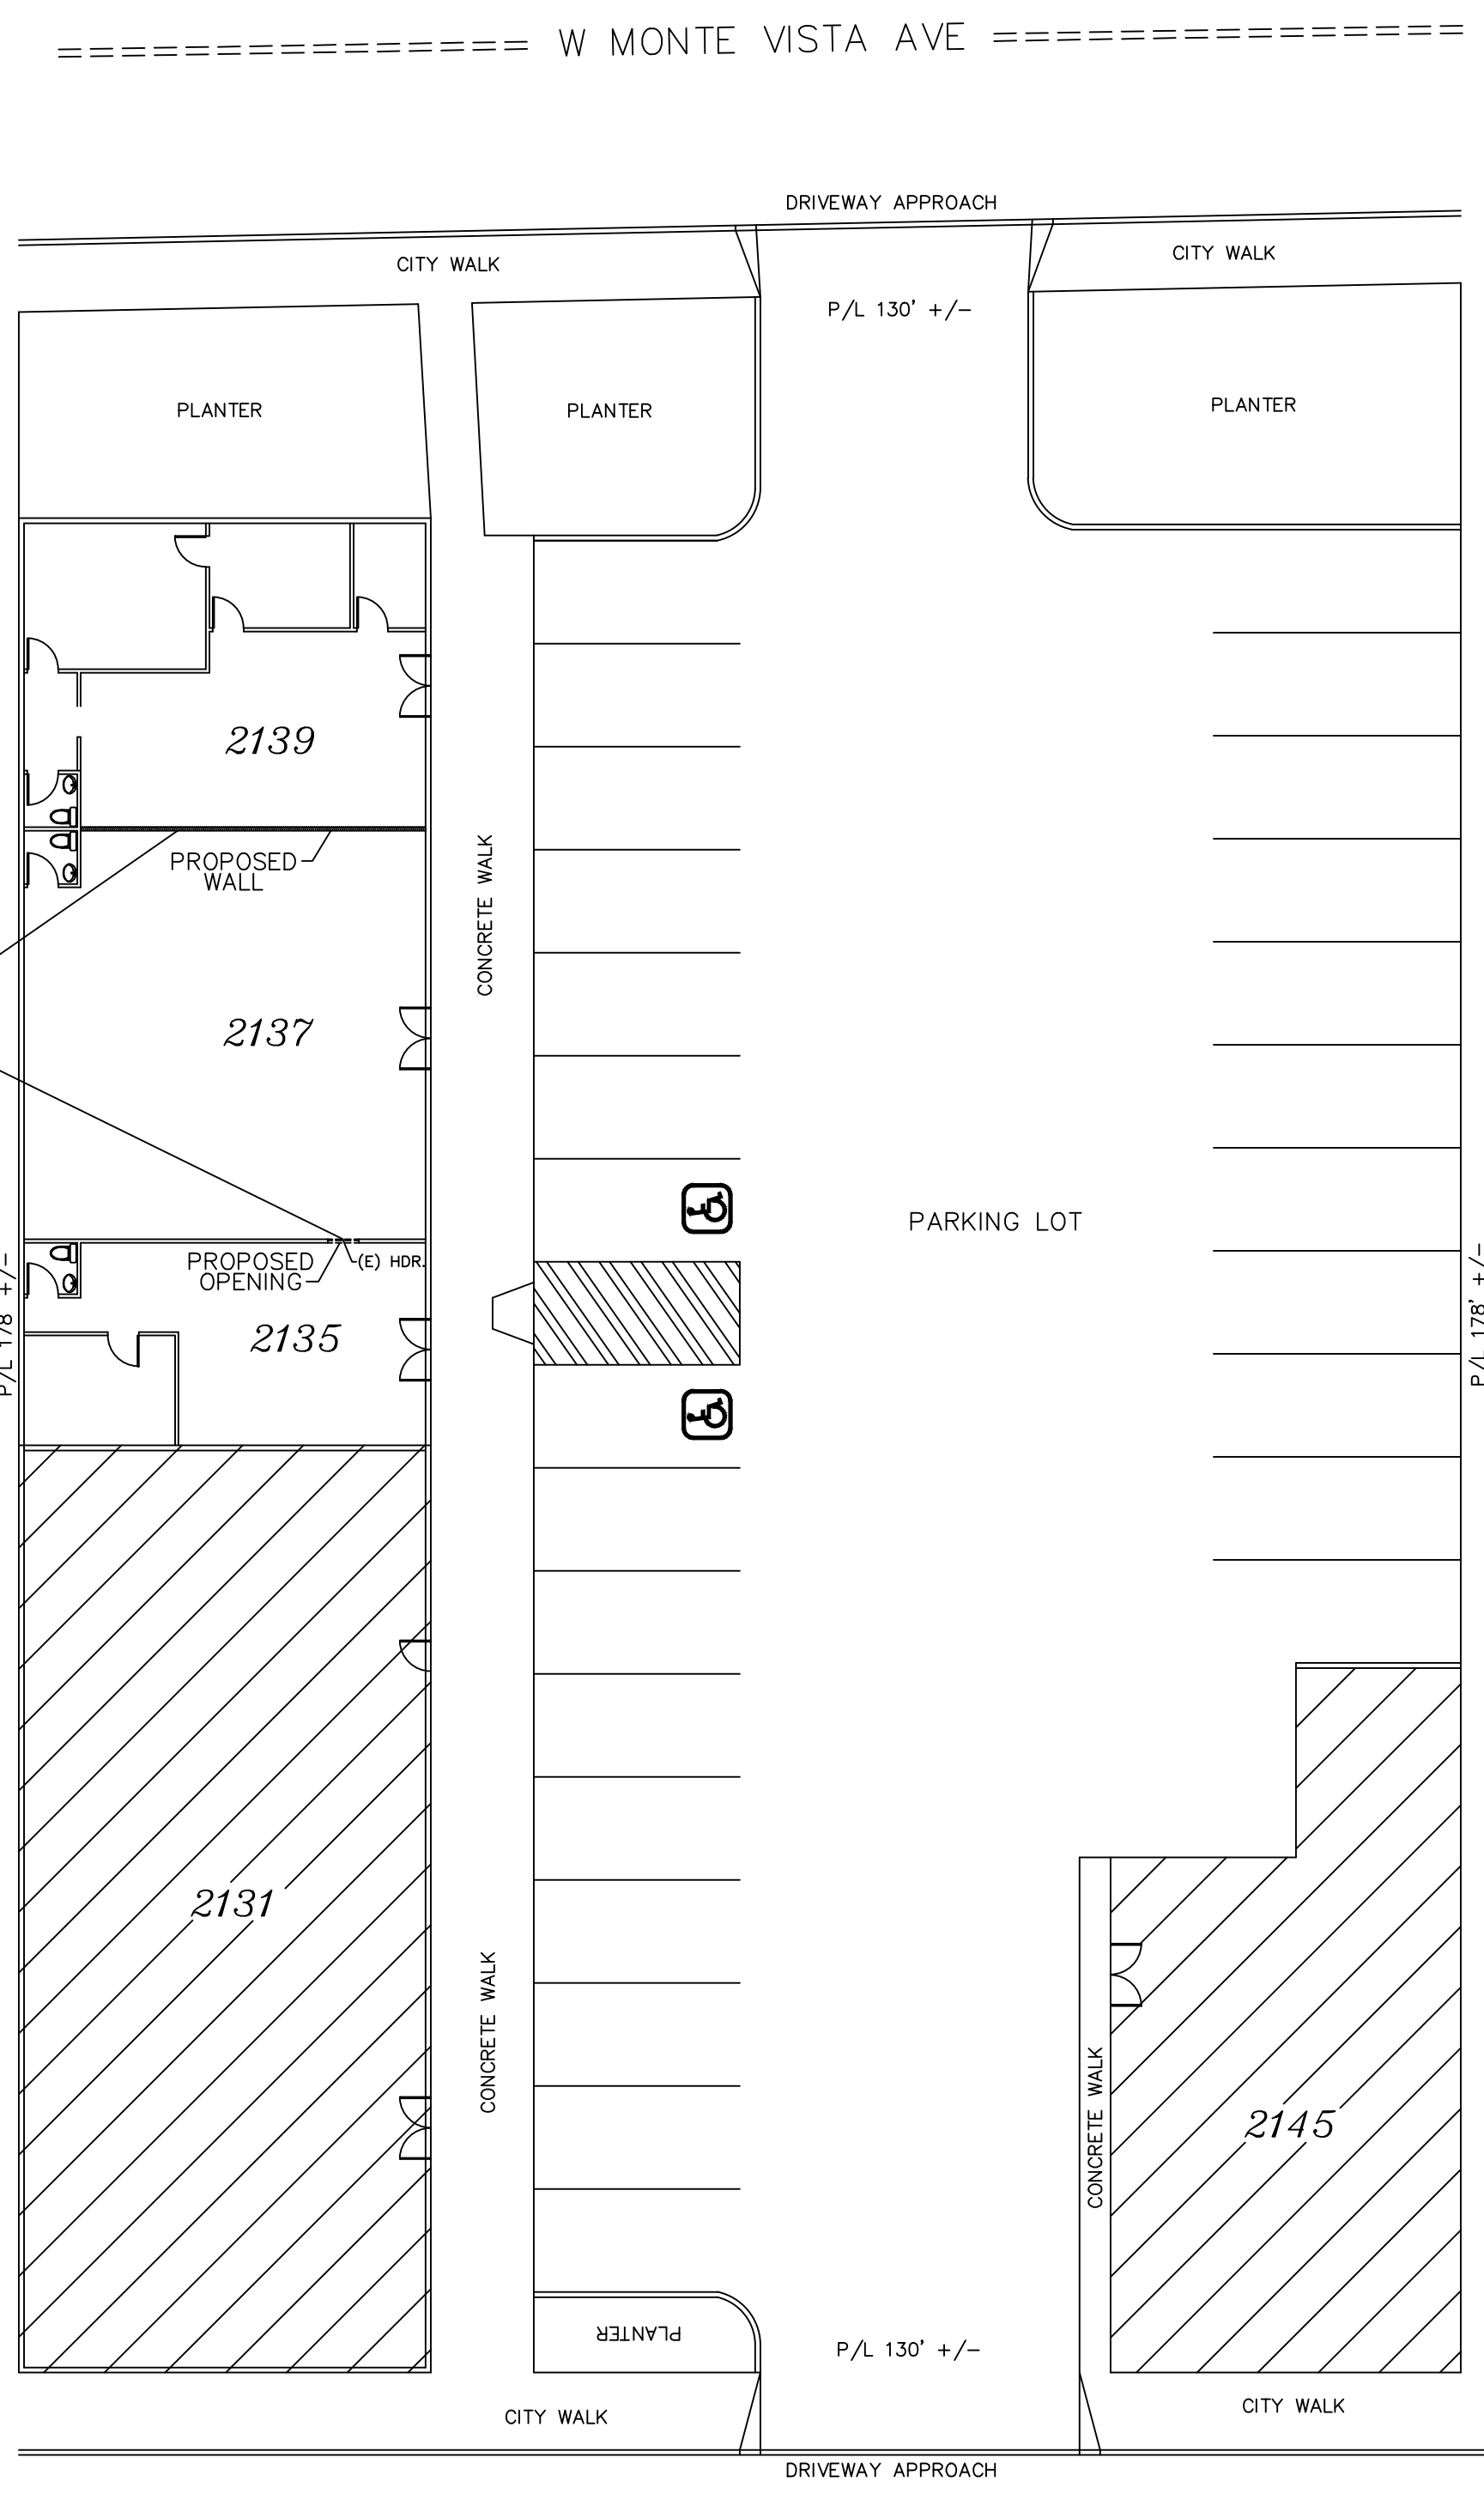 W MONTE VISTA AVE
DRIVEWAY APPROACH
CITY WALK
CITY WALK
P/L 130' +/-
PLANTER
PLANTER
PLANTER
2139
PROPOSED
WALL
CONCRETE WALK
2137
PARKING LOT
P/L 178' +/-
P/L 178' +/-
PROPOSED
OPENING
(E) HDR.
2135
2131
CONCRETE WALK
CONCRETE WALK
2145
PLANTER
P/L 130' +/-
CITY WALK
CITY WALK
DRIVEWAY APPROACH